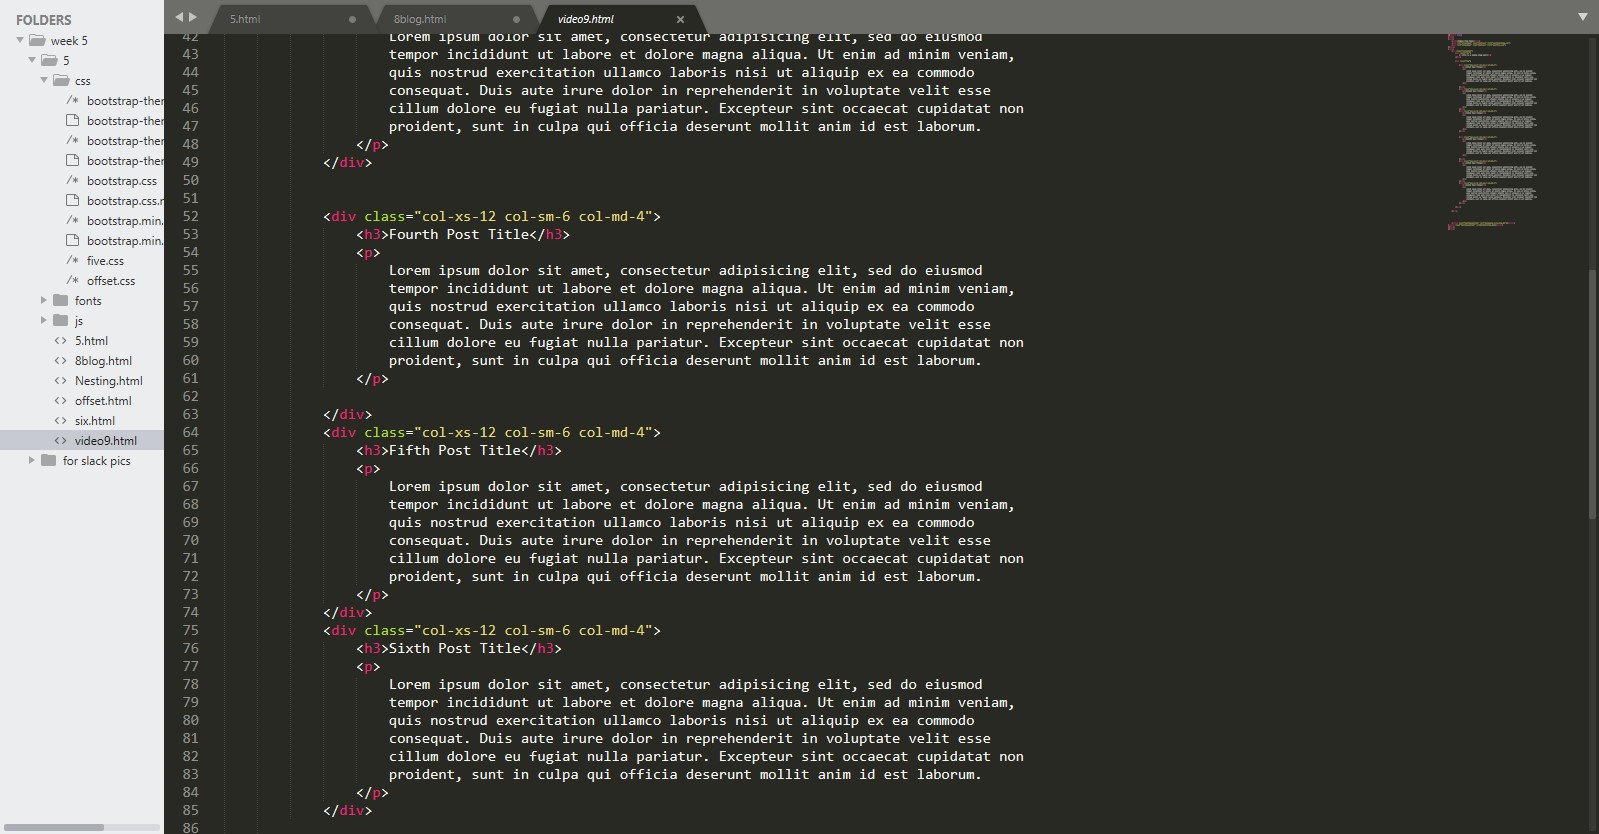 FOLDERS
week 5
5
css
bootstrap-ther
bootstrap-ther
bootstrap-ther
bootstrap-ther
bootstrap.css
bootstrap.css.r
bootstrap.min.
bootstrap.min.
five.css
offset.css
fonts
js
5.html
8blog.html
Nesting.html
offset.html
six.html
video9.html
for slack pics
5.html
8blog.html
video9.html
42 Lorem ipsum dolor sit amet, consectetur adipisicing elit, sed do eiusmod
43 tempor incididunt ut labore et dolore magna aliqua. Ut enim ad minim veniam,
44 quis nostrud exercitation ullamco laboris nisi ut aliquip ex ea commodo
45 consequat. Duis aute irure dolor in reprehenderit in voluptate velit esse
46 cillum dolore eu fugiat nulla pariatur. Excepteur sint occaecat cupidatat non
47 proident, sunt in culpa qui officia deserunt mollit anim id est laborum.
48 </p>
49 </div>
50
51
52 <div class="col-xs-12 col-sm-6 col-md-4">
53 <h3>Fourth Post Title</h3>
54 <p>
55 Lorem ipsum dolor sit amet, consectetur adipisicing elit, sed do eiusmod
56 tempor incididunt ut labore et dolore magna aliqua. Ut enim ad minim veniam,
57 quis nostrud exercitation ullamco laboris nisi ut aliquip ex ea commodo
58 consequat. Duis aute irure dolor in reprehenderit in voluptate velit esse
59 cillum dolore eu fugiat nulla pariatur. Excepteur sint occaecat cupidatat non
60 proident, sunt in culpa qui officia deserunt mollit anim id est laborum.
61 </p>
62
63 </div>
64 <div class="col-xs-12 col-sm-6 col-md-4">
65 <h3>Fifth Post Title</h3>
66 <p>
67 Lorem ipsum dolor sit amet, consectetur adipisicing elit, sed do eiusmod
68 tempor incididunt ut labore et dolore magna aliqua. Ut enim ad minim veniam,
69 quis nostrud exercitation ullamco laboris nisi ut aliquip ex ea commodo
70 consequat. Duis aute irure dolor in reprehenderit in voluptate velit esse
71 cillum dolore eu fugiat nulla pariatur. Excepteur sint occaecat cupidatat non
72 proident, sunt in culpa qui officia deserunt mollit anim id est laborum.
73 </p>
74 </div>
75 <div class="col-xs-12 col-sm-6 col-md-4">
76 <h3>Sixth Post Title</h3>
77 <p>
78 Lorem ipsum dolor sit amet, consectetur adipisicing elit, sed do eiusmod
79 tempor incididunt ut labore et dolore magna aliqua. Ut enim ad minim veniam,
80 quis nostrud exercitation ullamco laboris nisi ut aliquip ex ea commodo
81 consequat. Duis aute irure dolor in reprehenderit in voluptate velit esse
82 cillum dolore eu fugiat nulla pariatur. Excepteur sint occaecat cupidatat non
83 proident, sunt in culpa qui officia deserunt mollit anim id est laborum.
84 </p>
85 </div>
86